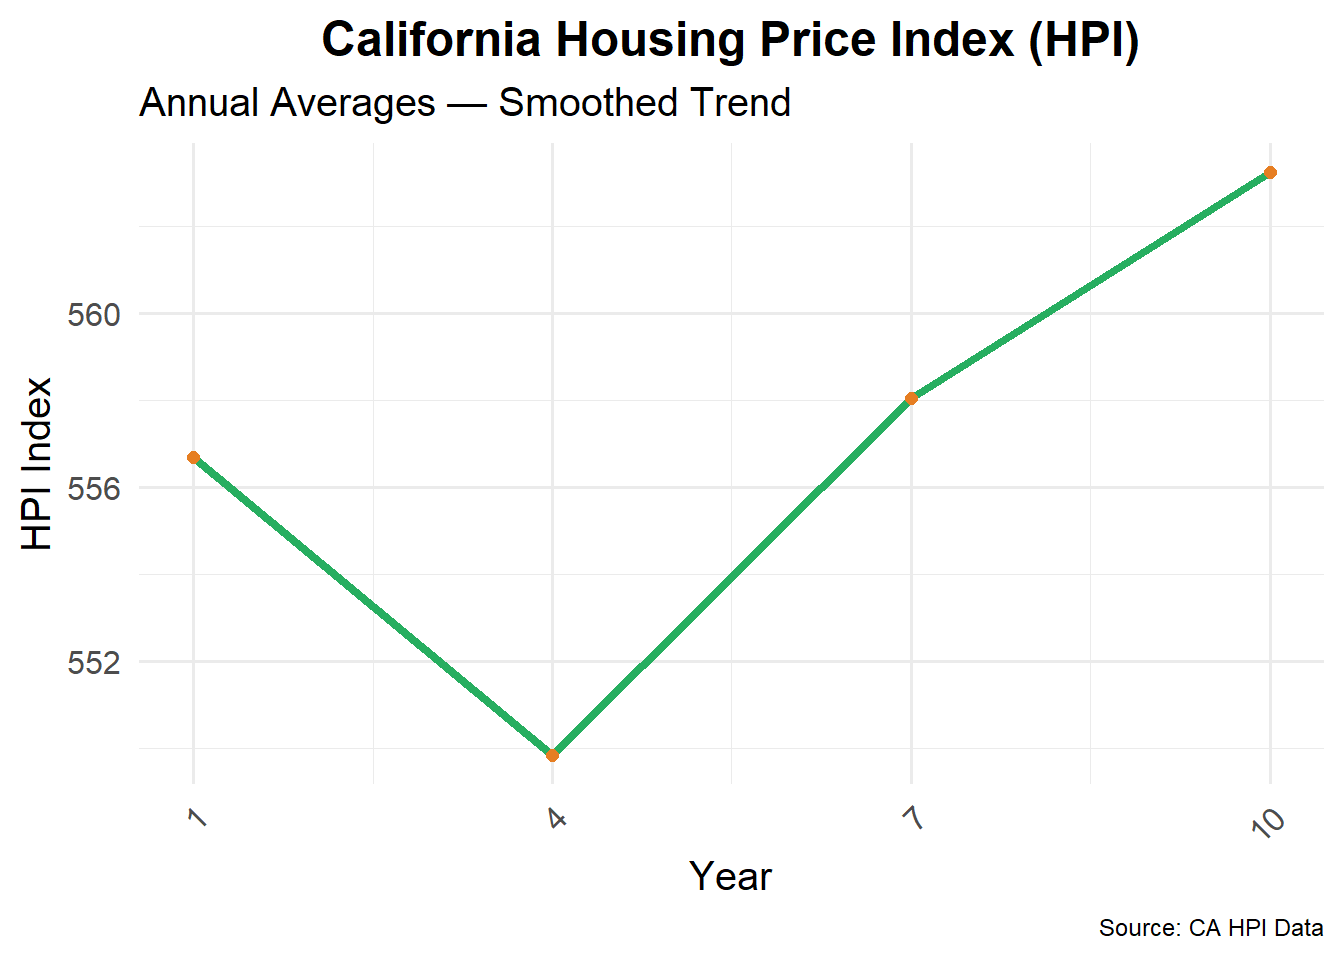 California Housing Price Index (HPI)
Annual Averages — Smoothed Trend
HPI Index
560
556
552
1
4
7
10
Year
Source: CA HPI Data